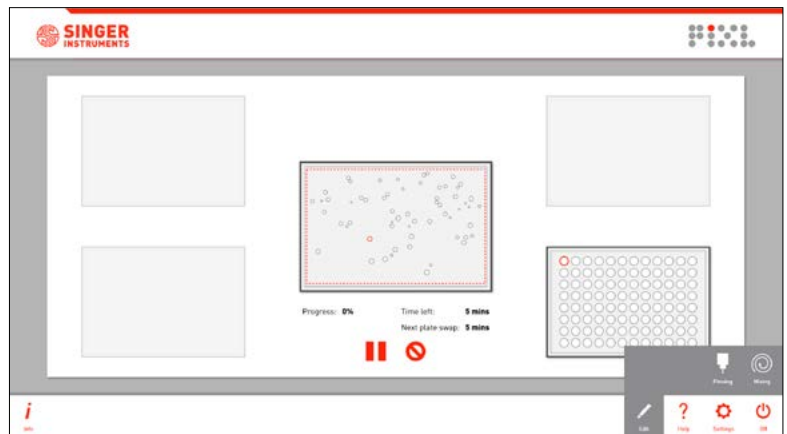 SINGER
INSTRUMENTS
PIXL
Progress: 0%
Time left: 5 mins
Next plate swap: 5 mins
Pinning
Mixing
i
Info
Edit
?
Help
Settings
Off